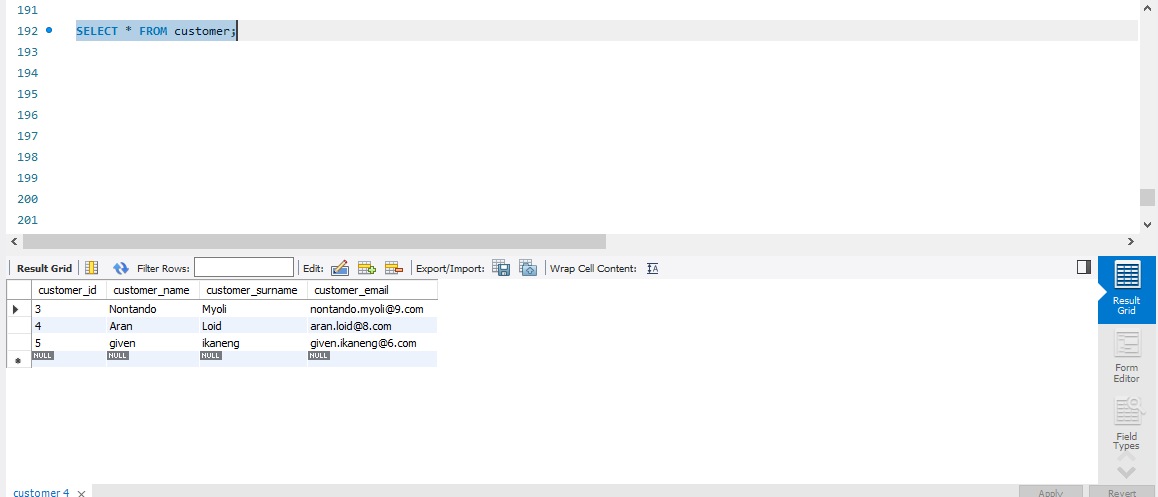 191
192 SELECT * FROM customer;
193
194
195
196
197
198
199
200
201
Result Grid Filter Rows: Edit: Export/Import: Wrap Cell Content: IA
customer_id customer_name customer_surname customer_email
3 Nontando Myoli nontando.myoli@9.com
4 Aran Loid aran.loid@8.com
5 given ikaneng given.ikaneng@6.com
NULL NULL NULL NULL
Result
Grid
Form
Editor
Field
Types
customer 4 Apply Revert